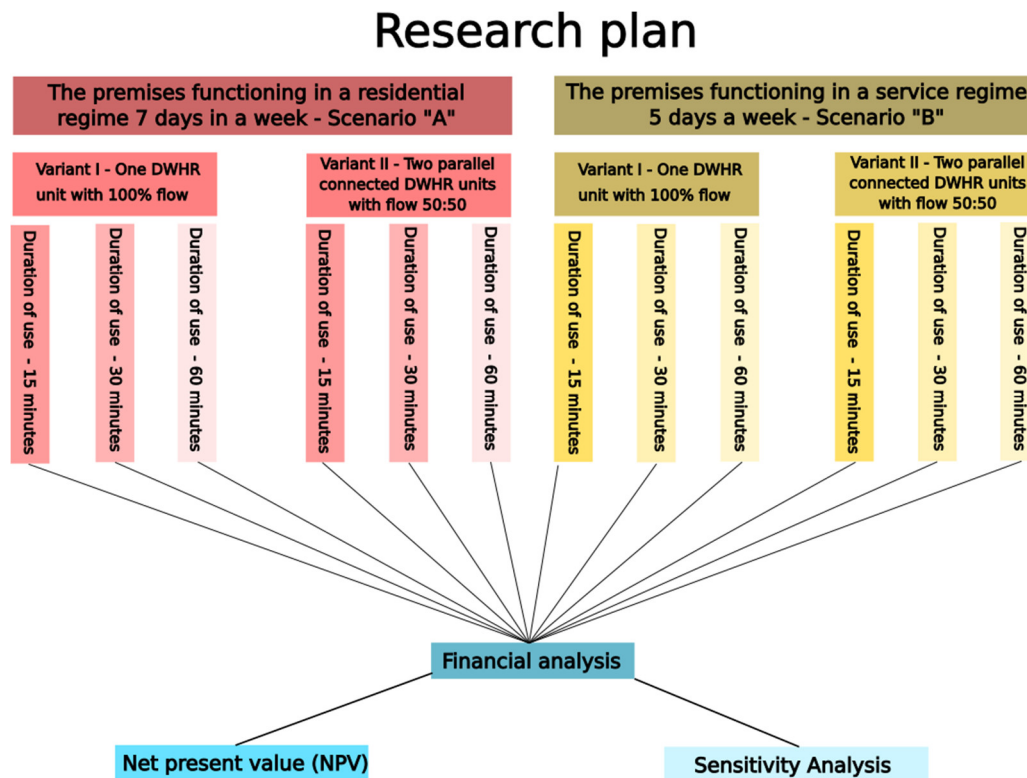 Research plan
The premises functioning in a residential
regime 7 days in a week - Scenario "A"
The premises functioning in a service regime
5 days a week - Scenario "B"
Variant I - One DWHR
unit with 100% flow
Variant II - Two parallel
connected DWHR units
with flow 50:50
Variant I - One DWHR
unit with 100% flow
Variant II - Two parallel
connected DWHR units
with flow 50:50
Duration of use - 15 minutes
Duration of use - 30 minutes
Duration of use - 60 minutes
Duration of use - 15 minutes
Duration of use - 30 minutes
Duration of use - 60 minutes
Duration of use - 15 minutes
Duration of use - 30 minutes
Duration of use - 60 minutes
Duration of use - 15 minutes
Duration of use - 30 minutes
Duration of use - 60 minutes
Financial analysis
Net present value (NPV)
Sensitivity Analysis